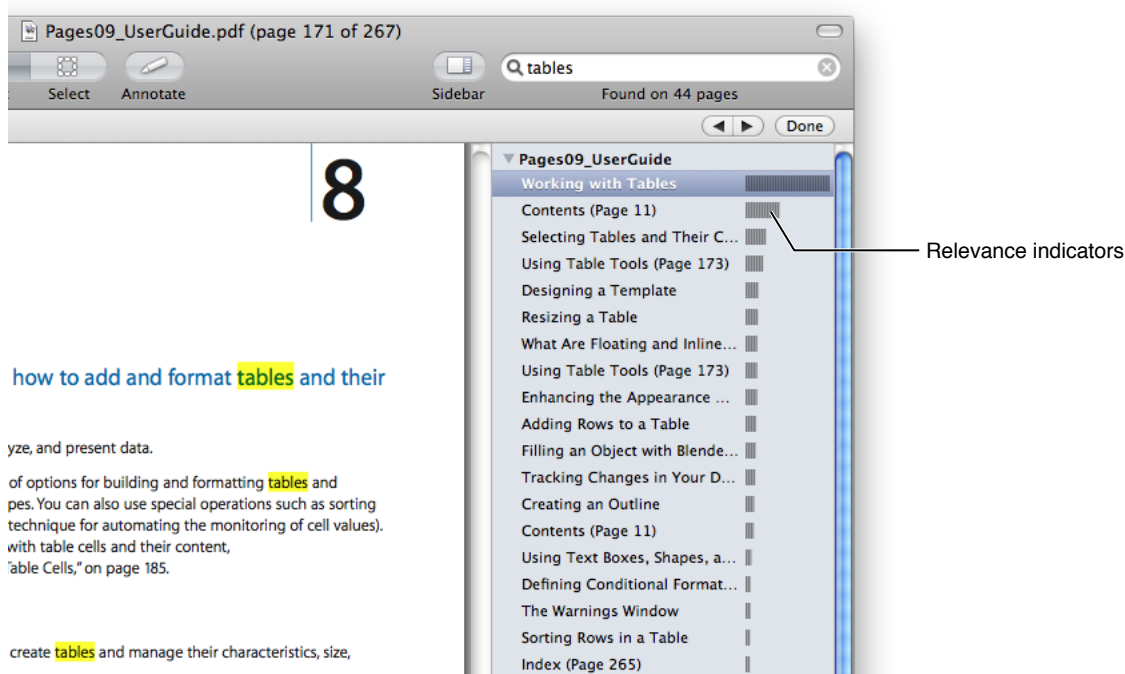 Pages09_UserGuide.pdf (page 171 of 267)
tables
Select Annotate Sidebar Found on 44 pages
Done
8
how to add and format tables and their
yze, and present data.
of options for building and formatting tables and
pes. You can also use special operations such as sorting
technique for automating the monitoring of cell values).
with table cells and their content,
Table Cells,” on page 185.
create tables and manage their characteristics, size,
Pages09_UserGuide
Working with Tables
Contents (Page 11)
Selecting Tables and Their C...
Using Table Tools (Page 173)
Designing a Template
Resizing a Table
What Are Floating and Inline...
Using Table Tools (Page 173)
Enhancing the Appearance ...
Adding Rows to a Table
Filling an Object with Blende...
Tracking Changes in Your D...
Creating an Outline
Contents (Page 11)
Using Text Boxes, Shapes, a...
Defining Conditional Format...
The Warnings Window
Sorting Rows in a Table
Index (Page 265)
Relevance indicators